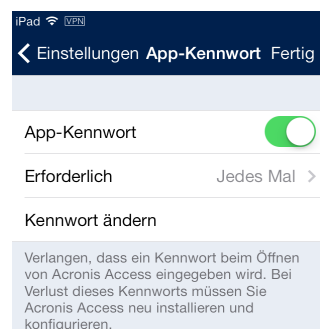 iPad VPN
Einstellungen App-Kennwort Fertig
App-Kennwort
Erforderlich Jedes Mal
Kennwort ändern
Verlangen, dass ein Kennwort beim Öffnen
von Acronis Access eingegeben wird. Bei
Verlust dieses Kennworts müssen Sie
Acronis Access neu installieren und
konfigurieren.